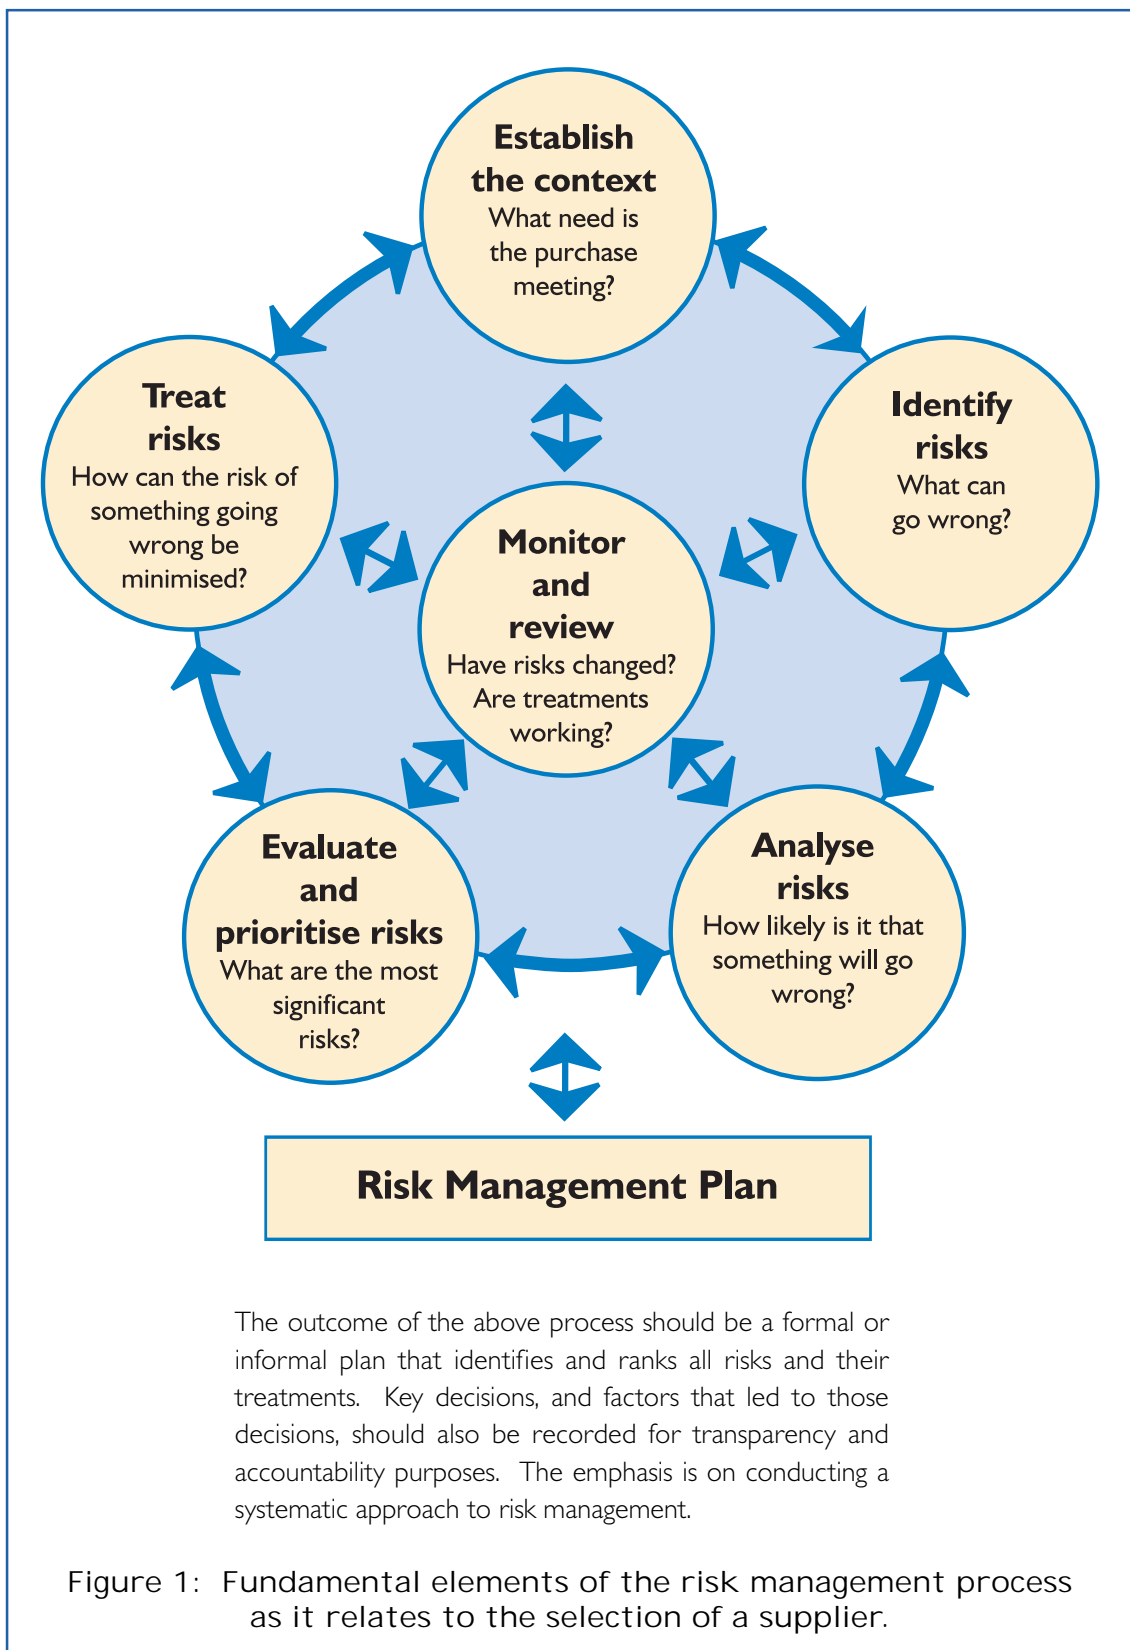 Establish
the context
What need is
the purchase
meeting?
Treat
risks
How can the risk of
something going
wrong be
minimised?
Identify
risks
What can
go wrong?
Monitor
and
review
Have risks changed?
Are treatments
working?
Evaluate
and
prioritise risks
What are the most
significant
risks?
Analyse
risks
How likely is it that
something will go
wrong?
Risk Management Plan
The outcome of the above process should be a formal or
informal plan that identifies and ranks all risks and their
treatments. Key decisions, and factors that led to those
decisions, should also be recorded for transparency and
accountability purposes. The emphasis is on conducting a
systematic approach to risk management.
Figure 1: Fundamental elements of the risk management process
as it relates to the selection of a supplier.